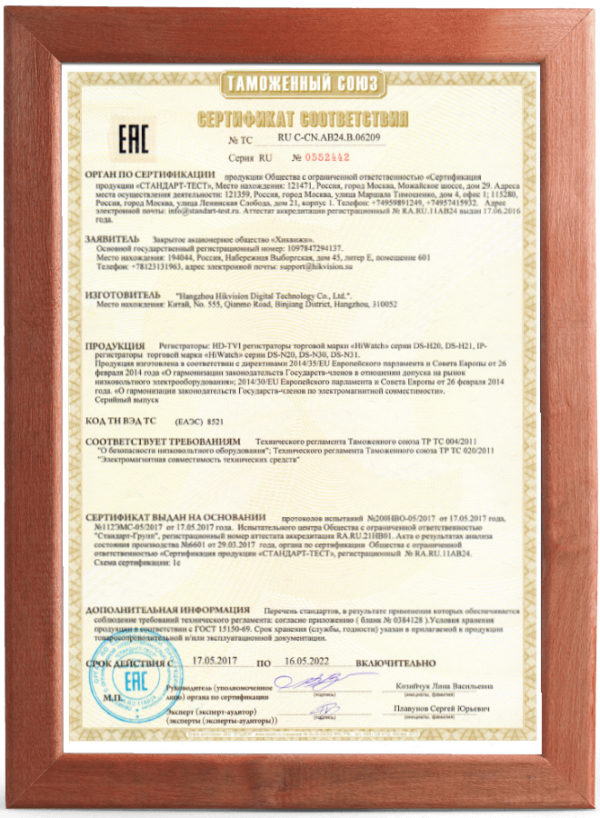 ТАМОЖЕННЫЙ СОЮЗ
СЕРТИФИКАТ СООТВЕТСТВИЯ
ЕАС
№ ТС RU C-CN.АВ24.В.06209
Серия RU № 0552442
ОРГАН ПО СЕРТИФИКАЦИИ продукции Общества с ограниченной ответственностью «Сертификация
продукции «СТАНДАРТ-ТЕСТ», Место нахождения: 121471, Россия, город Москва, Можайское шоссе, дом 29. Адреса
места осуществления деятельности: 121359, Россия, город Москва, улица Маршала Тимошенко, дом 4, офис 1; 115280,
Россия, город Москва, улица Ленинская Слобода, дом 21, корпус 1. Телефон: +74959891249, +74957415932. Адрес
электронной почты: info@standart-test.ru. Аттестат аккредитации регистрационный № RA.RU.11АВ24 выдан 17.06.2016
года.
ЗАЯВИТЕЛЬ Закрытое акционерное общество «Хиквижн».
Основной государственный регистрационный номер: 1097847294137.
Место нахождения: 194044, Россия, Набережная Выборгская, дом 45, литер Е, помещение 601
Телефон: +78123131963, адрес электронной почты: support@hikvision.su
ИЗГОТОВИТЕЛЬ "Hangzhou Hikvision Digital Technology Co., Ltd.".
Место нахождения: Китай, No. 555, Qianmo Road, Binjiang District, Hangzhou, 310052
ПРОДУКЦИЯ Регистраторы: HD-TVI регистраторы торговой марки «HiWatch» серии DS-H20, DS-H21, IP-
регистраторы торговой марки «HiWatch» серии DS-N20, DS-N30, DS-N31.
Продукция изготовлена в соответствии с директивами 2014/35/EU Европейского парламента и Совета Европы от 26
февраля 2014 года «О гармонизации законодательств Государств-членов в отношении допуска на рынок
низковольтного электрооборудования»; 2014/30/EU Европейского парламента и Совета Европы от 26 февраля 2014
года. «О гармонизации законодательств Государств-членов по электромагнитной совместимости».
Серийный выпуск
КОД ТН ВЭД ТС (ЕАЭС) 8521
СООТВЕТСТВУЕТ ТРЕБОВАНИЯМ Технического регламента Таможенного союза ТР ТС 004/2011
"О безопасности низковольтного оборудования"; Технического регламента Таможенного союза ТР ТС 020/2011
"Электромагнитная совместимость технических средств"
СЕРТИФИКАТ ВЫДАН НА ОСНОВАНИИ протоколов испытаний №200НВО-05/2017 от 17.05.2017 года,
№112ЭМС-05/2017 от 17.05.2017 года. Испытательного центра Общества с ограниченной ответственностью
"Стандарт-Групп", регистрационный номер аттестата аккредитации RA.RU.21НВ01. Акта о результатах анализа
состояния производства №6601 от 29.03.2017 года, органа по сертификации Общества с ограниченной
ответственностью «Сертификация продукции «СТАНДАРТ-ТЕСТ», регистрационный № RA.RU.11АВ24.
Схема сертификации: 1с
ДОПОЛНИТЕЛЬНАЯ ИНФОРМАЦИЯ Перечень стандартов, в результате применения которых обеспечивается
соблюдение требований технического регламента: согласно приложению ( бланк № 0384128 ).Условия хранения
продукции в соответствии с ГОСТ 15150-69. Срок хранения (службы, годности) указан в прилагаемой к продукции
товаросопроводительной и/или эксплуатационной документации.
СРОК ДЕЙСТВИЯ С 17.05.2017 ПО 16.05.2022 ВКЛЮЧИТЕЛЬНО
ЕАС
М.П.
Руководитель (уполномоченное
лицо) органа по сертификации
(подпись)
Козийчук Лина Васильевна
(инициалы, фамилия)
Эксперт (эксперт-аудитор)
(эксперты (эксперты-аудиторы))
(подпись)
Плавунов Сергей Юрьевич
(инициалы, фамилия)